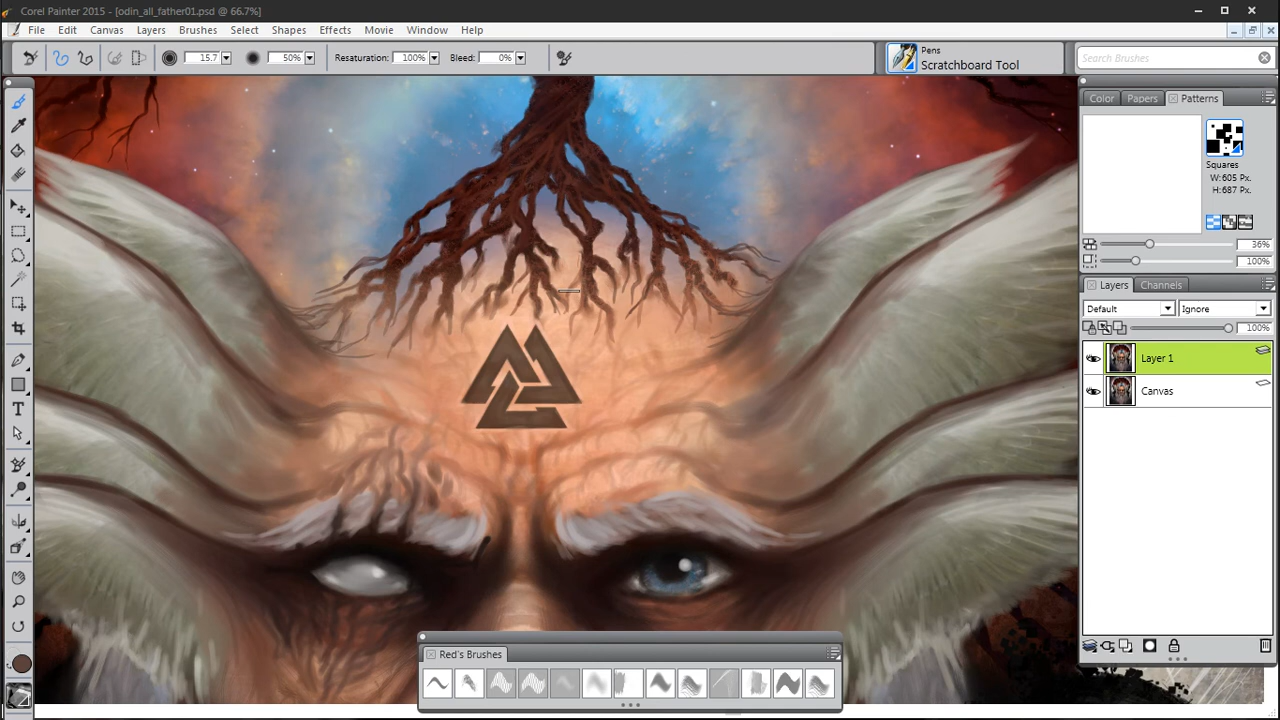 Corel Painter 2015 - [odin_all_father01.psd @ 66.7%]
File Edit Canvas Layers Brushes Select Shapes Effects Movie Window Help
15.7 50% Resaturation: 100% Bleed: 0%
Pens
Scratchboard Tool
Search Brushes
Color Papers Patterns
Squares
W:605 Px.
H:687 Px.
36%
100%
Layers Channels
Default Ignore
100%
Layer 1
Canvas
Red's Brushes